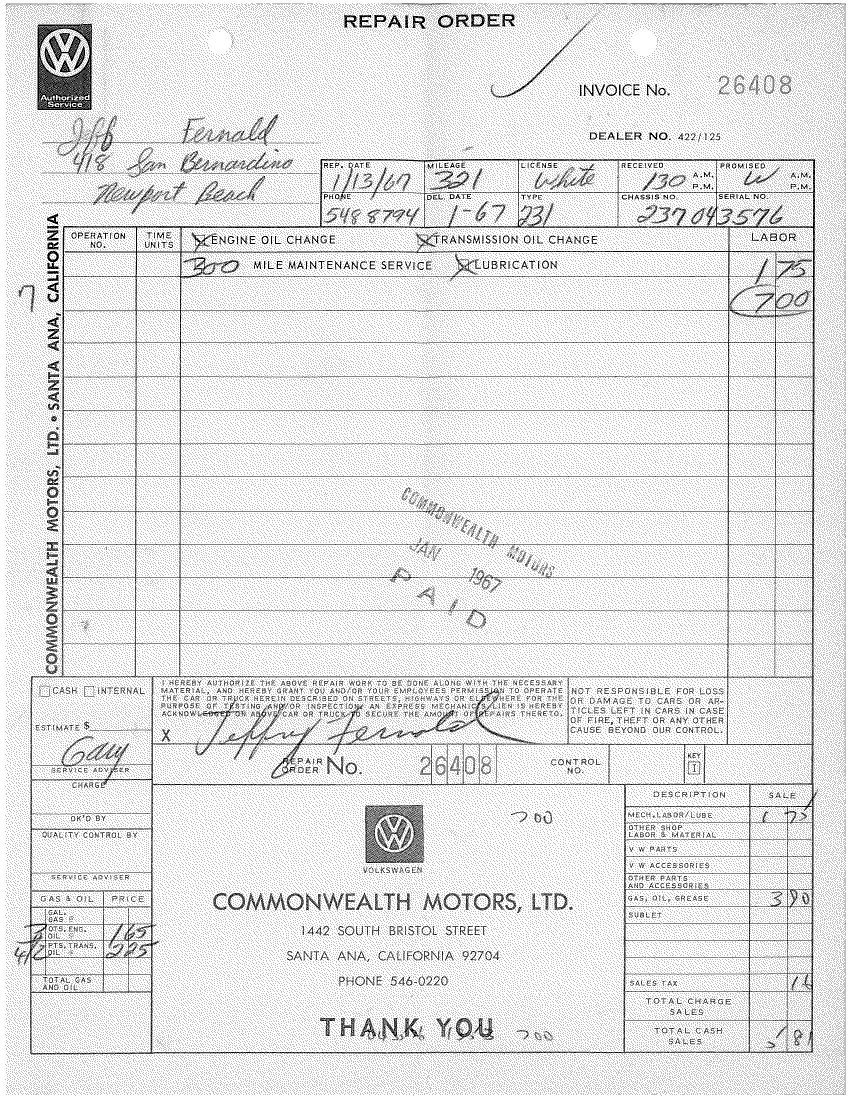 REPAIR ORDER
Authorized
Service
INVOICE No. 26408
DEALER NO. 422/125
Jeff Fernald
418 San Bernardino
Newport Beach
REP. DATE MILEAGE LICENSE RECEIVED PROMISED
1/13/67 321 white 130 A.M. P.M. W A.M. P.M.
PHONE DEL. DATE TYPE CHASSIS NO. SERIAL NO.
548 8794 1-67 231 237043576
OPERATION NO. TIME UNITS X ENGINE OIL CHANGE X TRANSMISSION OIL CHANGE LABOR
300 MILE MAINTENANCE SERVICE X LUBRICATION 1 75
700
7
COMMONWEALTH MOTORS, LTD. • SANTA ANA, CALIFORNIA
COMMONWEALTH MOTORS
JAN 1967
PAID
CASH INTERNAL
ESTIMATE $
Gary
SERVICE ADVISER
CHARGE
OK'D BY
QUALITY CONTROL BY
SERVICE ADVISER
I HEREBY AUTHORIZE THE ABOVE REPAIR WORK TO BE DONE ALONG WITH THE NECESSARY
MATERIAL, AND HEREBY GRANT YOU AND/OR YOUR EMPLOYEES PERMISSION TO OPERATE
THE CAR OR TRUCK HEREIN DESCRIBED ON STREETS, HIGHWAYS OR ELSEWHERE FOR THE
PURPOSE OF TESTING AND/OR INSPECTION. AN EXPRESS MECHANIC'S LIEN IS HEREBY
ACKNOWLEDGED ON ABOVE CAR OR TRUCK TO SECURE THE AMOUNT OF REPAIRS THERETO.
X Jeffrey Fernald
NOT RESPONSIBLE FOR LOSS
OR DAMAGE TO CARS OR AR-
TICLES LEFT IN CARS IN CASE
OF FIRE, THEFT OR ANY OTHER
CAUSE BEYOND OUR CONTROL.
REPAIR ORDER No. 26408 CONTROL NO. KEY I
GAS & OIL PRICE
GAL. GAS @
3 QTS. ENG. OIL @ 165
4 1/2 PTS. TRANS. OIL @ 225
TOTAL GAS AND OIL
700
VOLKSWAGEN
COMMONWEALTH MOTORS, LTD.
1442 SOUTH BRISTOL STREET
SANTA ANA, CALIFORNIA 92704
PHONE 546-0220
THANK YOU
700
DESCRIPTION SALE
MECH. LABOR/LUBE 1 75
OTHER SHOP LABOR & MATERIAL
V W PARTS
V W ACCESSORIES
OTHER PARTS AND ACCESSORIES
GAS, OIL, GREASE 3 90
SUBLET
SALES TAX 16
TOTAL CHARGE SALES
TOTAL CASH SALES 5 81